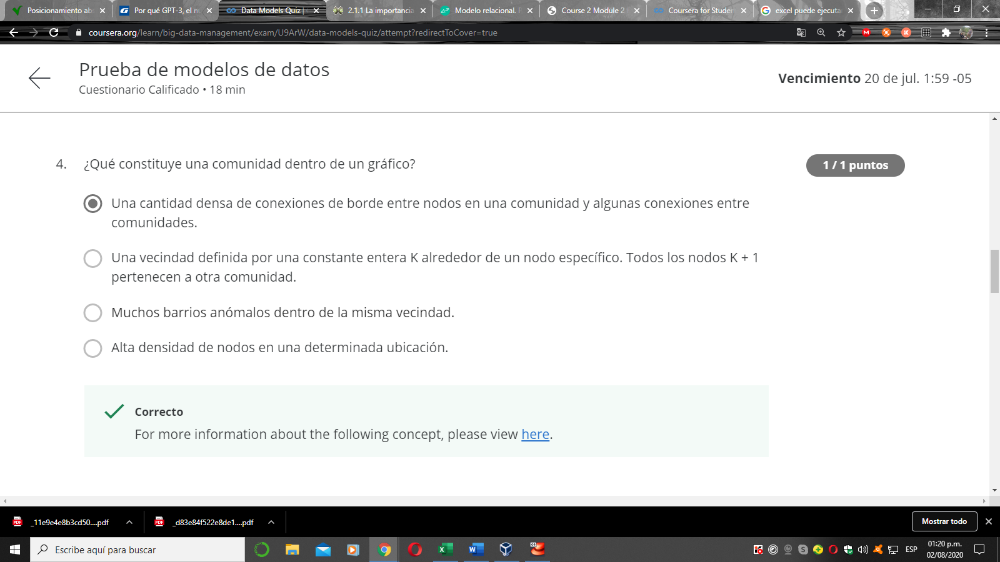 Posicionamiento ab
Por qué GPT-3, el nu
Data Models Quiz |
2.1.1 La importancia
Modelo relacional. F
Course 2 Module 2
Coursera for Studen
excel puede ejecuta
coursera.org/learn/big-data-management/exam/U9ArW/data-models-quiz/attempt?redirectToCover=true
Prueba de modelos de datos
Cuestionario Calificado • 18 min
Vencimiento 20 de jul. 1:59 -05
4. ¿Qué constituye una comunidad dentro de un gráfico?
1 / 1 puntos
Una cantidad densa de conexiones de borde entre nodos en una comunidad y algunas conexiones entre
comunidades.
Una vecindad definida por una constante entera K alrededor de un nodo específico. Todos los nodos K + 1
pertenecen a otra comunidad.
Muchos barrios anómalos dentro de la misma vecindad.
Alta densidad de nodos en una determinada ubicación.
Correcto
For more information about the following concept, please view here.
_11e9e4e8b3cd50....pdf
_d83e84f522e8de1....pdf
Mostrar todo
Escribe aquí para buscar
ESP
01:20 p.m.
02/08/2020